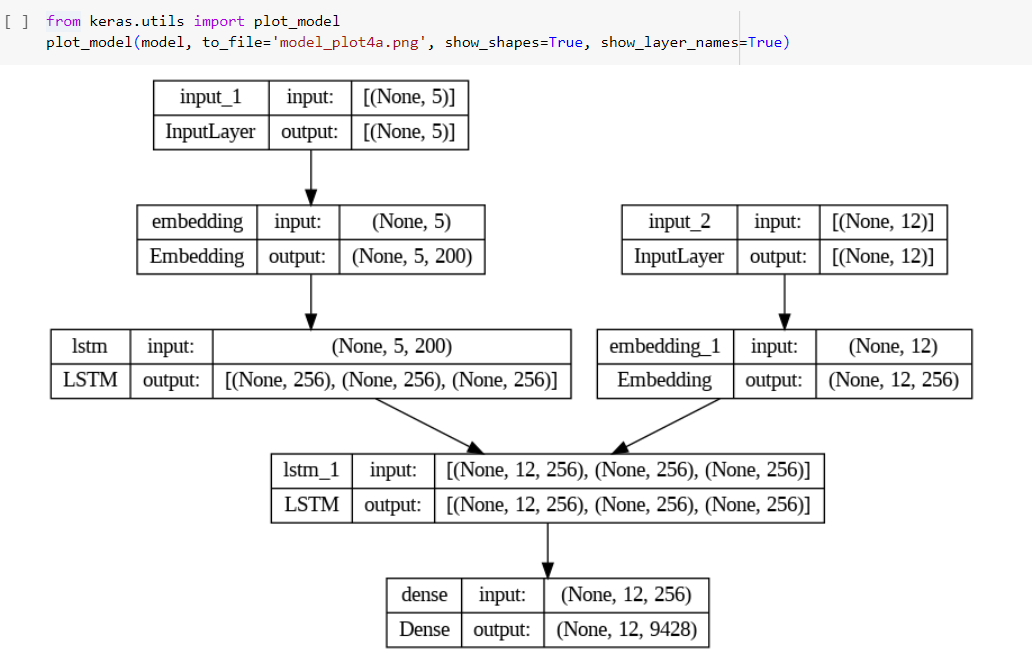 [ ] from keras.utils import plot_model
plot_model(model, to_file='model_plot4a.png', show_shapes=True, show_layer_names=True)
input_1 input: [(None, 5)]
InputLayer output: [(None, 5)]
embedding input: (None, 5)
Embedding output: (None, 5, 200)
input_2 input: [(None, 12)]
InputLayer output: [(None, 12)]
lstm input: (None, 5, 200)
LSTM output: [(None, 256), (None, 256), (None, 256)]
embedding_1 input: (None, 12)
Embedding output: (None, 12, 256)
lstm_1 input: [(None, 12, 256), (None, 256), (None, 256)]
LSTM output: [(None, 12, 256), (None, 256), (None, 256)]
dense input: (None, 12, 256)
Dense output: (None, 12, 9428)